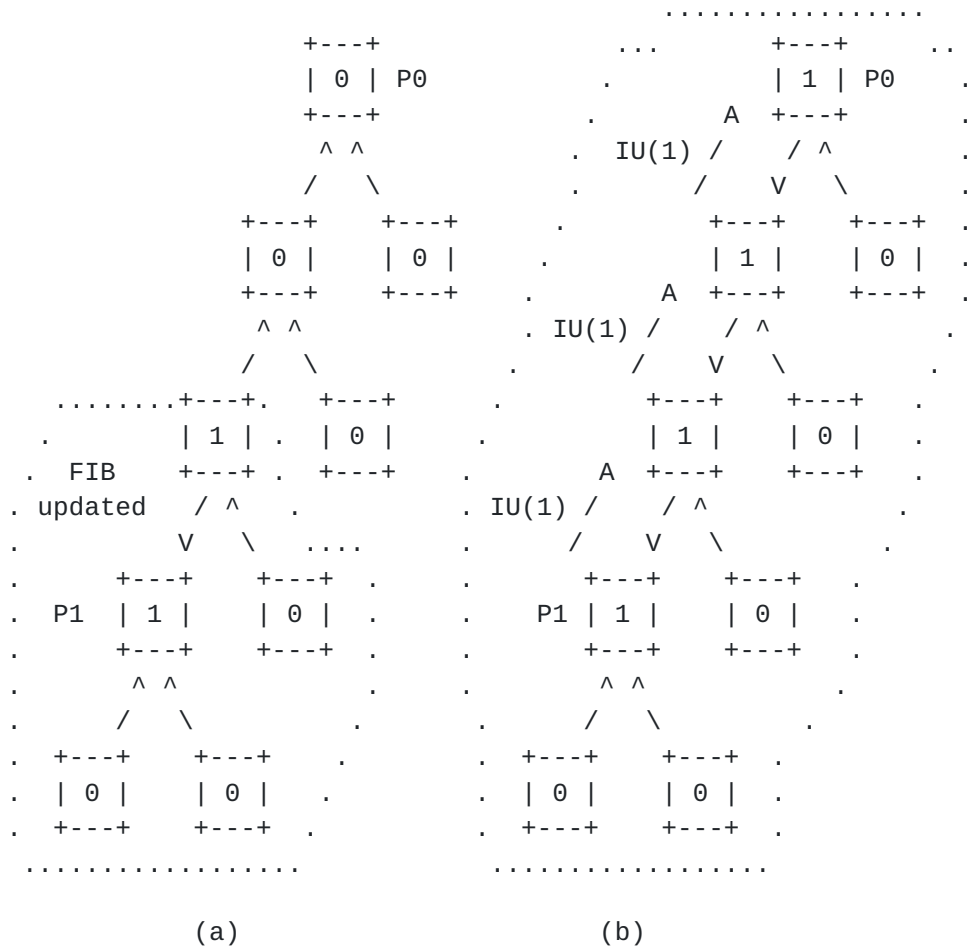 .................
                   +---+               ...       +---+     ..
                   | 0 | P0           .          | 1 | P0      .
                   +---+             .        A  +---+         .
                    ^ ^             .  IU(1) /    / ^          .
                   /   \            .       /    V   \         .
               +---+    +---+      .         +---+    +---+  .
               | 0 |    | 0 |     .          | 1 |    | 0 |  .
               +---+    +---+    .        A  +---+    +---+  .
                ^ ^              . IU(1) /    / ^           .
               /   \            .       /    V   \         .
   ........+---+.   +---+      .         +---+    +---+   .
  .        | 1 | .  | 0 |     .          | 1 |    | 0 |   .
 .  FIB    +---+ .  +---+    .        A  +---+    +---+   .
. updated   / ^   .          . IU(1) /    / ^            .
.          V   \   ....      .      /    V   \          .
.      +---+    +---+  .     .       +---+    +---+   .
.  P1  | 1 |    | 0 |  .     .    P1 | 1 |    | 0 |   .
.      +---+    +---+  .     .       +---+    +---+   .
.       ^ ^            .     .        ^ ^            .
.      /   \          .       .      /   \         .
.  +---+    +---+    .        .  +---+    +---+  .
.  | 0 |    | 0 |   .         .  | 0 |    | 0 |  .
.  +---+    +---+  .          .  +---+    +---+  .
 ..................            ..................
            (a)                       (b)